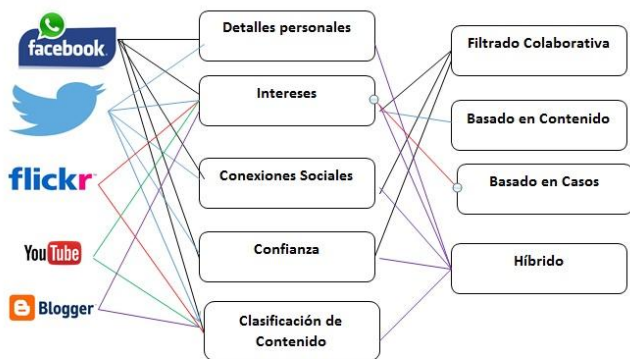 facebook
flickr
YouTube
Blogger
Detalles personales
Intereses
Conexiones Sociales
Confianza
Clasificación de
Contenido
Filtrado Colaborativa
Basado en Contenido
Basado en Casos
Híbrido